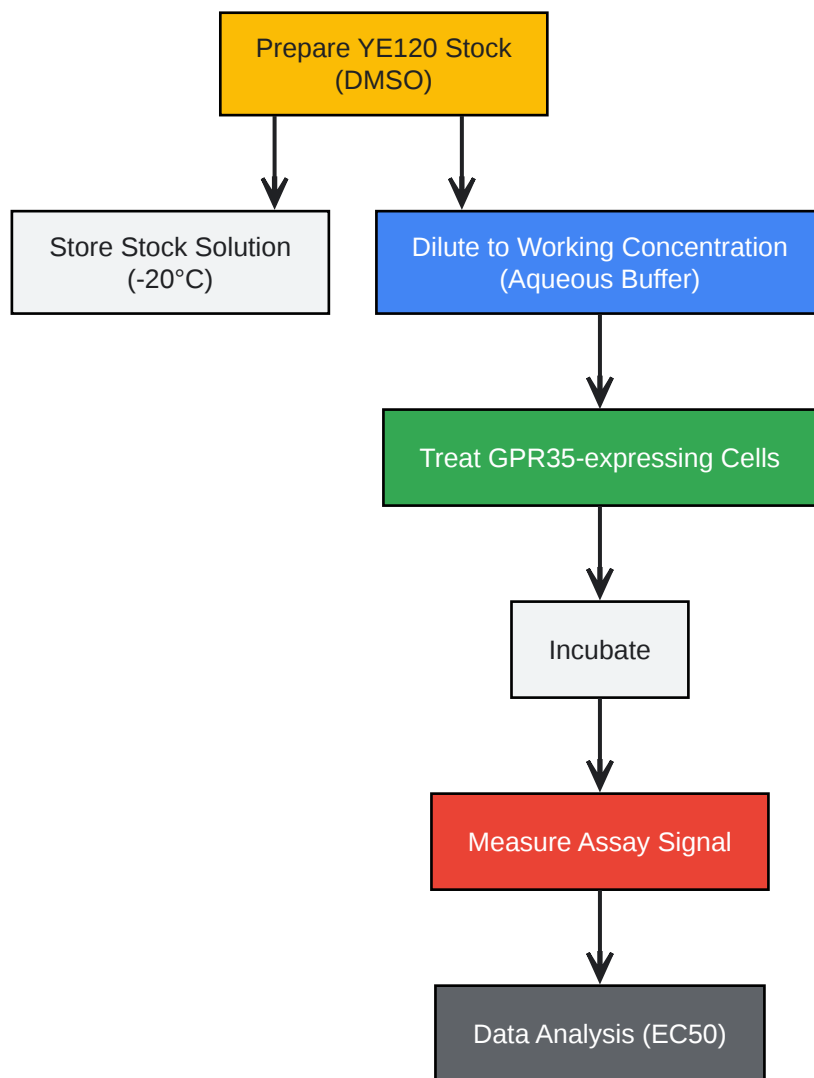 Prepare YE120 Stock
(DMSO)
Store Stock Solution
(-20°C)
Dilute to Working Concentration
(Aqueous Buffer)
Treat GPR35-expressing Cells
Incubate
Measure Assay Signal
Data Analysis (EC50)